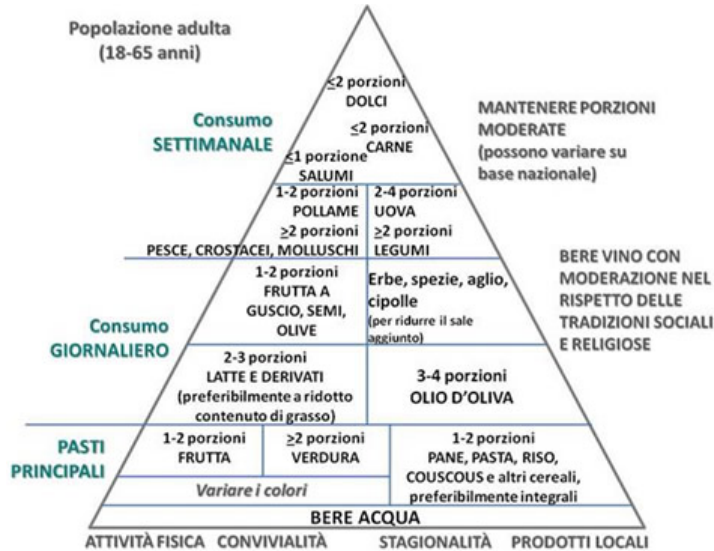 Popolazione adulta
(18-65 anni)
≤2 porzioni
DOLCI
Consumo
SETTIMANALE
≤2 porzioni
CARNE
≤1 porzione
SALUMI
MANTENERE PORZIONI
MODERATE
(possono variare su
base nazionale)
1-2 porzioni
POLLAME
2-4 porzioni
UOVA
≥2 porzioni
PESCE, CROSTACEI, MOLLUSCHI
≥2 porzioni
LEGUMI
BERE VINO CON
MODERAZIONE NEL
RISPETTO DELLE
TRADIZIONI SOCIALI
E RELIGIOSE
Consumo
GIORNALIERO
1-2 porzioni
FRUTTA A
GUSCIO, SEMI,
OLIVE
Erbe, spezie, aglio,
cipolle
(per ridurre il sale
aggiunto)
2-3 porzioni
LATTE E DERIVATI
(preferibilmente a ridotto
contenuto di grasso)
3-4 porzioni
OLIO D'OLIVA
PASTI
PRINCIPALI
1-2 porzioni
FRUTTA
≥2 porzioni
VERDURA
Variare i colori
1-2 porzioni
PANE, PASTA, RISO,
COUSCOUS e altri cereali,
preferibilmente integrali
BERE ACQUA
ATTIVITÀ FISICA CONVIVIALITÀ STAGIONALITÀ PRODOTTI LOCALI